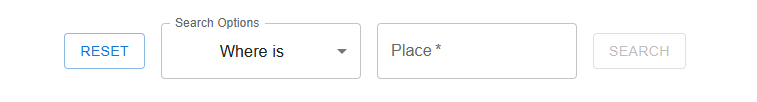 Search Options
RESET
Where is
Place *
SEARCH